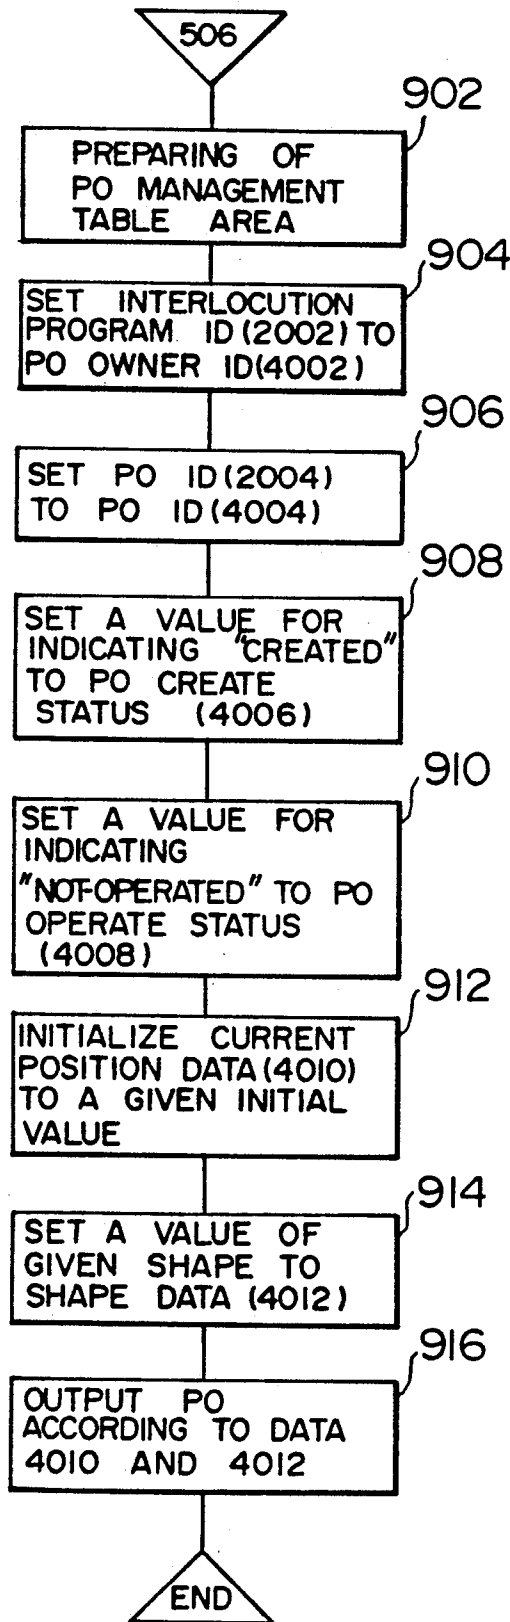 506
902
PREPARING OF
PO MANAGEMENT
TABLE AREA
904
SET INTERLOCUTION
PROGRAM ID(2002) TO
PO OWNER ID(4002)
906
SET PO ID(2004)
TO PO ID(4004)
908
SET A VALUE FOR
INDICATING "CREATED"
TO PO CREATE
STATUS (4006)
910
SET A VALUE FOR
INDICATING
"NOT-OPERATED" TO PO
OPERATE STATUS
(4008)
912
INITIALIZE CURRENT
POSITION DATA(4010)
TO A GIVEN INITIAL
VALUE
914
SET A VALUE OF
GIVEN SHAPE TO
SHAPE DATA (4012)
916
OUTPUT PO
ACCORDING TO DATA
4010 AND 4012
END